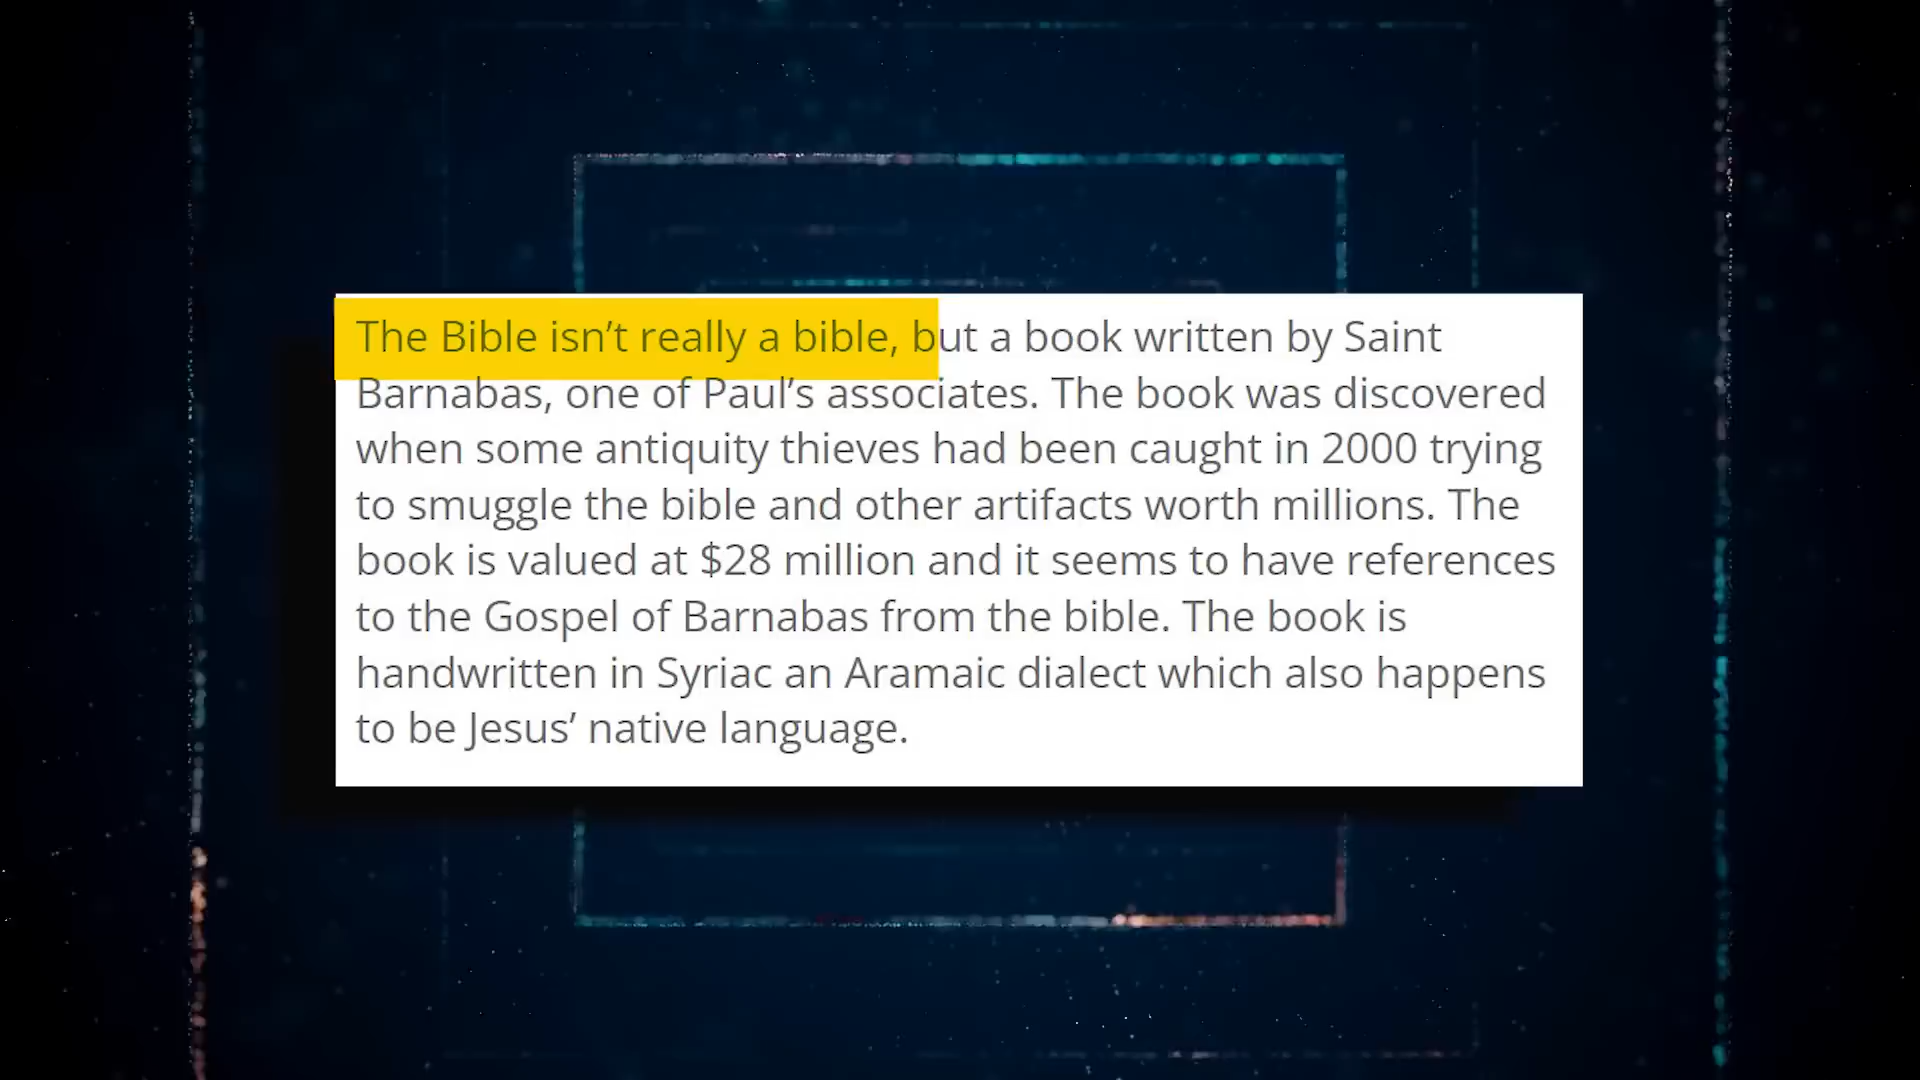 The Bible isn’t really a bible, but a book written by Saint
Barnabas, one of Paul’s associates. The book was discovered
when some antiquity thieves had been caught in 2000 trying
to smuggle the bible and other artifacts worth millions. The
book is valued at $28 million and it seems to have references
to the Gospel of Barnabas from the bible. The book is
handwritten in Syriac an Aramaic dialect which also happens
to be Jesus’ native language.